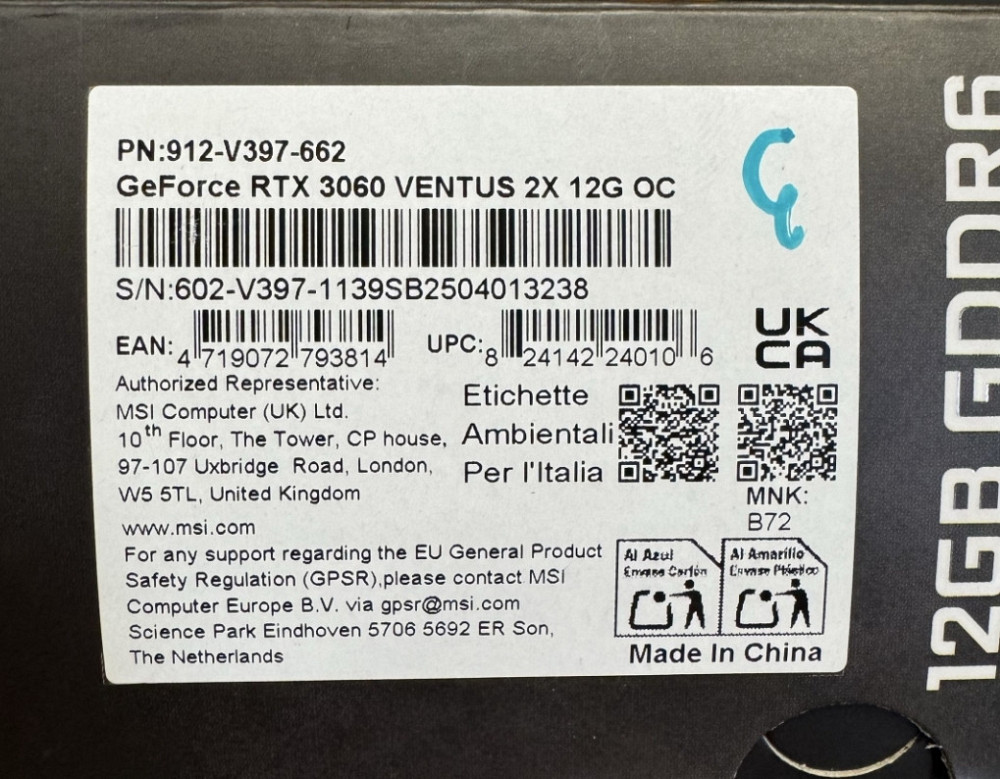 PN:912-V397-662
GeForce RTX 3060 VENTUS 2X 12G OC
S/N:602-V397-1139SB2504013238
EAN: 4 719072 793814
UPC: 8 24142 24010 6
UK
CA
Authorized Representative:
MSI Computer (UK) Ltd.
10th Floor, The Tower, CP house,
97-107 Uxbridge Road, London,
W5 5TL, United Kingdom
Etichette
Ambientali
Per l'Italia
MNK:
B72
www.msi.com
For any support regarding the EU General Product
Safety Regulation (GPSR),please contact MSI
Computer Europe B.V. via gpsr@msi.com
Science Park Eindhoven 5706 5692 ER Son,
The Netherlands
Al Azul
Envase Cartón
Al Amarillo
Envase Plástico
Made In China
12GB GDDR6